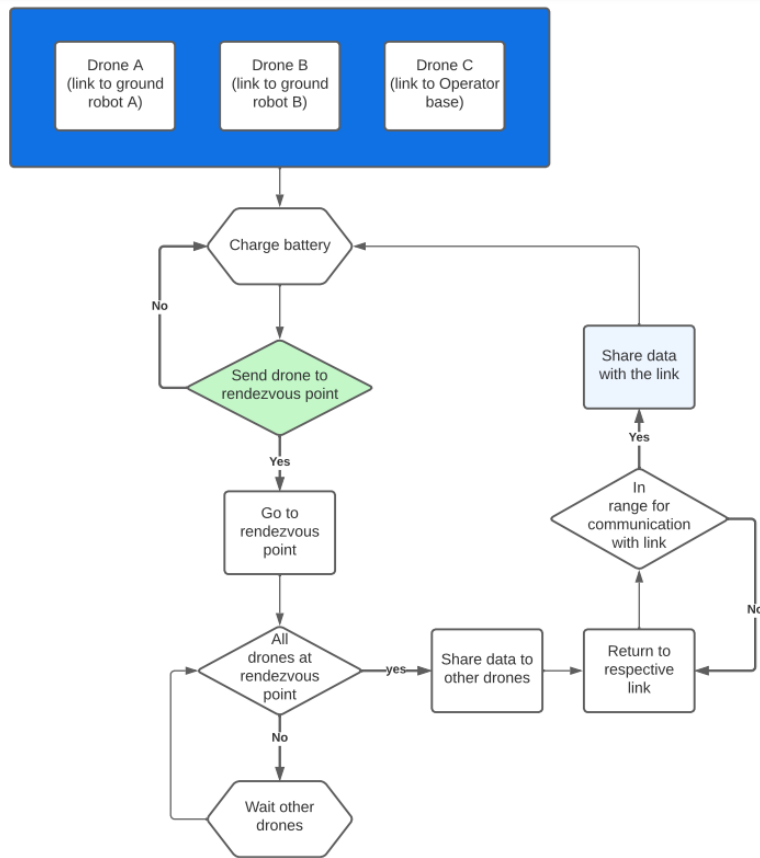 Drone A
(link to ground
robot A)
Drone B
(link to ground
robot B)
Drone C
(link to Operator
base)
Charge battery
No
Send drone to
rendezvous point
Yes
Go to
rendezvous
point
All
drones at
rendezvous
point
yes
Share data to
other drones
Return to
respective
link
No
In
range for
communication
with link
Yes
Share data
with the link
No
Wait other
drones